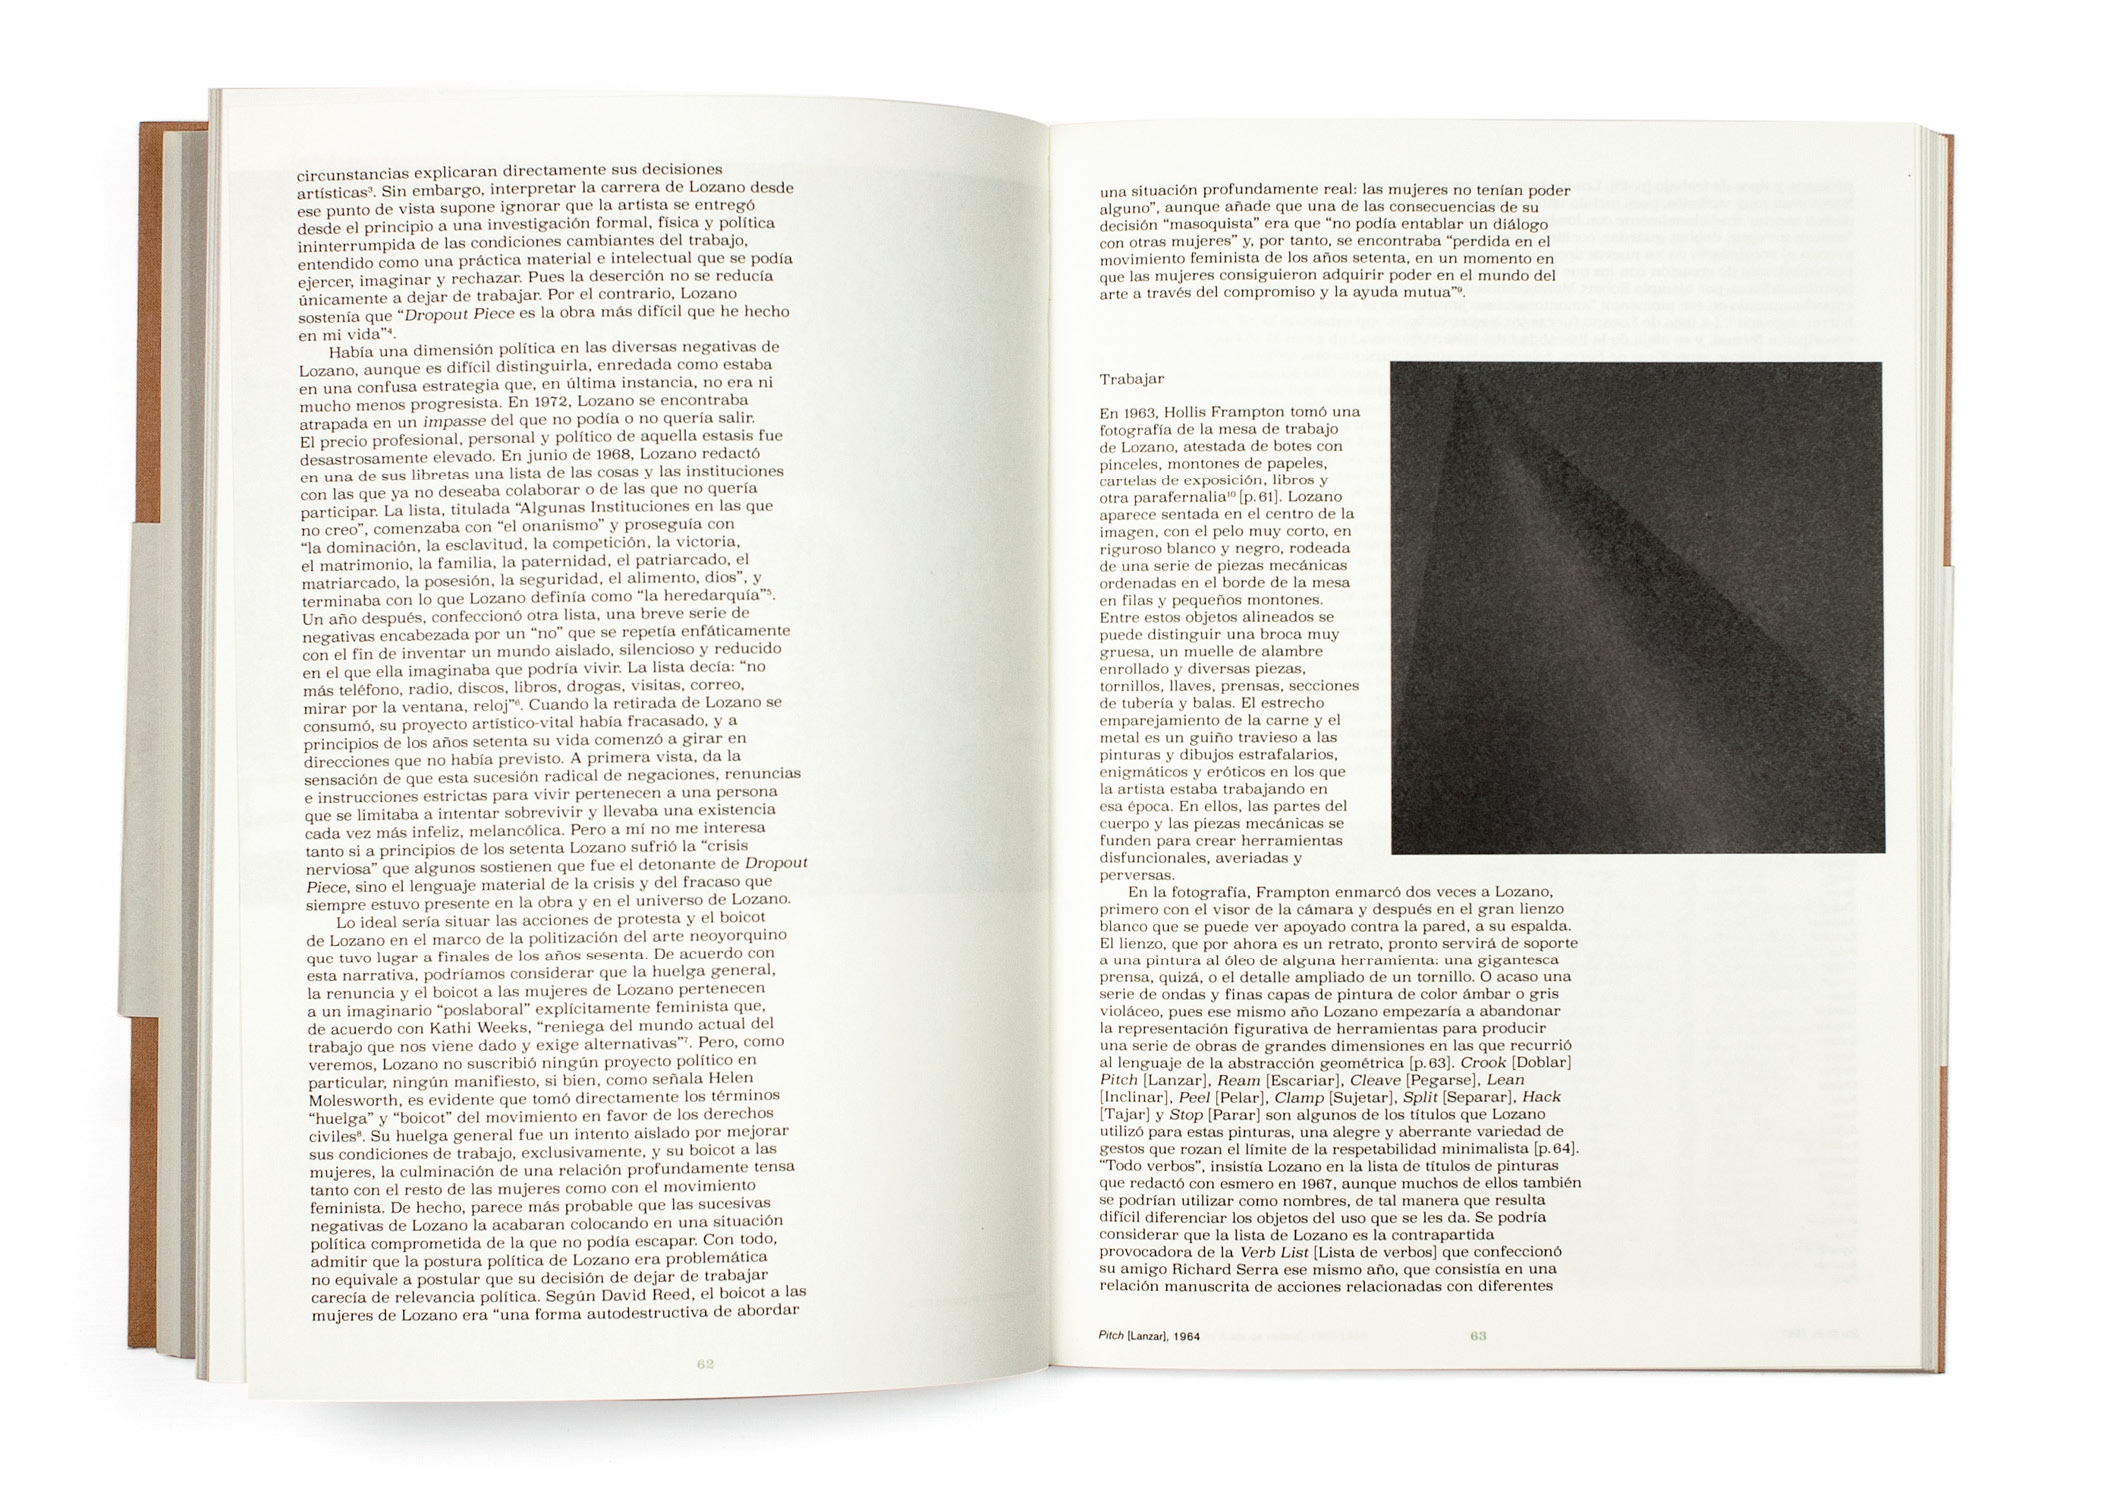 circunstancias explicaran directamente sus decisiones
artísticas³. Sin embargo, interpretar la carrera de Lozano desde
ese punto de vista supone ignorar que la artista se entregó
desde el principio a una investigación formal, física y política
ininterrumpida de las condiciones cambiantes del trabajo,
entendido como una práctica material e intelectual que se podía
ejercer, imaginar y rechazar. Pues la deserción no se reducía
únicamente a dejar de trabajar. Por el contrario, Lozano
sostenía que “Dropout Piece es la obra más difícil que he hecho
en mi vida”⁴.
Había una dimensión política en las diversas negativas de
Lozano, aunque es difícil distinguirla, enredada como estaba
en una confusa estrategia que, en última instancia, no era ni
mucho menos progresista. En 1972, Lozano se encontraba
atrapada en un impasse del que no podía o no quería salir.
El precio profesional, personal y político de aquella estasis fue
desastrosamente elevado. En junio de 1968, Lozano redactó
en una de sus libretas una lista de las cosas y las instituciones
con las que ya no deseaba colaborar o de las que no quería
participar. La lista, titulada “Algunas Instituciones en las que
no creo”, comenzaba con “el onanismo” y proseguía con
“la dominación, la esclavitud, la competición, la victoria,
el matrimonio, la familia, la paternidad, el patriarcado, el
matriarcado, la posesión, la seguridad, el alimento, dios”, y
terminaba con lo que Lozano definía como “la heredarquía”⁵.
Un año después, confeccionó otra lista, una breve serie de
negativas encabezada por un “no” que se repetía enfáticamente
con el fin de inventar un mundo aislado, silencioso y reducido
en el que ella imaginaba que podría vivir. La lista decía: “no
más teléfono, radio, discos, libros, drogas, visitas, correo,
mirar por la ventana, reloj”⁶. Cuando la retirada de Lozano se
consumó, su proyecto artístico-vital había fracasado, y a
principios de los años setenta su vida comenzó a girar en
direcciones que no había previsto. A primera vista, da la
sensación de que esta sucesión radical de negaciones, renuncias
e instrucciones estrictas para vivir pertenecen a una persona
que se limitaba a intentar sobrevivir y llevaba una existencia
cada vez más infeliz, melancólica. Pero a mí no me interesa
tanto si a principios de los setenta Lozano sufrió la “crisis
nerviosa” que algunos sostienen que fue el detonante de Dropout
Piece, sino el lenguaje material de la crisis y del fracaso que
siempre estuvo presente en la obra y en el universo de Lozano.
Lo ideal sería situar las acciones de protesta y el boicot
de Lozano en el marco de la politización del arte neoyorquino
que tuvo lugar a finales de los años sesenta. De acuerdo con
esta narrativa, podríamos considerar que la huelga general,
la renuncia y el boicot a las mujeres de Lozano pertenecen
a un imaginario “poslaboral” explícitamente feminista que,
de acuerdo con Kathi Weeks, “reniega del mundo actual del
trabajo que nos viene dado y exige alternativas”⁷. Pero, como
veremos, Lozano no suscribió ningún proyecto político en
particular, ningún manifiesto, si bien, como señala Helen
Molesworth, es evidente que tomó directamente los términos
“huelga” y “boicot” del movimiento en favor de los derechos
civiles⁸. Su huelga general fue un intento aislado por mejorar
sus condiciones de trabajo, exclusivamente, y su boicot a las
mujeres, la culminación de una relación profundamente tensa
tanto con el resto de las mujeres como con el movimiento
feminista. De hecho, parece más probable que las sucesivas
negativas de Lozano la acabaran colocando en una situación
política comprometida de la que no podía escapar. Con todo,
admitir que la postura política de Lozano era problemática
no equivale a postular que su decisión de dejar de trabajar
carecía de relevancia política. Según David Reed, el boicot a las
mujeres de Lozano era “una forma autodestructiva de abordar
62
una situación profundamente real: las mujeres no tenían poder
alguno”, aunque añade que una de las consecuencias de su
decisión “masoquista” era que “no podía entablar un diálogo
con otras mujeres” y, por tanto, se encontraba “perdida en el
movimiento feminista de los años setenta, en un momento en
que las mujeres consiguieron adquirir poder en el mundo del
arte a través del compromiso y la ayuda mutua”⁹.
Trabajar
En 1963, Hollis Frampton tomó una
fotografía de la mesa de trabajo
de Lozano, atestada de botes con
pinceles, montones de papeles,
cartelas de exposición, libros y
otra parafernalia¹⁰ [p. 61]. Lozano
aparece sentada en el centro de la
imagen, con el pelo muy corto, en
riguroso blanco y negro, rodeada
de una serie de piezas mecánicas
ordenadas en el borde de la mesa
en filas y pequeños montones.
Entre estos objetos alineados se
puede distinguir una broca muy
gruesa, un muelle de alambre
enrollado y diversas piezas,
tornillos, llaves, prensas, secciones
de tubería y balas. El estrecho
emparejamiento de la carne y el
metal es un guiño travieso a las
pinturas y dibujos estrafalarios,
enigmáticos y eróticos en los que
la artista estaba trabajando en
esa época. En ellos, las partes del
cuerpo y las piezas mecánicas se
funden para crear herramientas
disfuncionales, averiadas y
perversas.
En la fotografía, Frampton enmarcó dos veces a Lozano,
primero con el visor de la cámara y después en el gran lienzo
blanco que se puede ver apoyado contra la pared, a su espalda.
El lienzo, que por ahora es un retrato, pronto servirá de soporte
a una pintura al óleo de alguna herramienta: una gigantesca
prensa, quizá, o el detalle ampliado de un tornillo. O acaso una
serie de ondas y finas capas de pintura de color ámbar o gris
violáceo, pues ese mismo año Lozano empezaría a abandonar
la representación figurativa de herramientas para producir
una serie de obras de grandes dimensiones en las que recurrió
al lenguaje de la abstracción geométrica [p. 63]. Crook [Doblar]
Pitch [Lanzar], Ream [Escariar], Cleave [Pegarse], Lean
[Inclinar], Peel [Pelar], Clamp [Sujetar], Split [Separar], Hack
[Tajar] y Stop [Parar] son algunos de los títulos que Lozano
utilizó para estas pinturas, una alegre y aberrante variedad de
gestos que rozan el límite de la respetabilidad minimalista [p. 64].
“Todo verbos”, insistía Lozano en la lista de títulos de pinturas
que redactó con esmero en 1967, aunque muchos de ellos también
se podrían utilizar como nombres, de tal manera que resulta
difícil diferenciar los objetos del uso que se les da. Se podría
considerar que la lista de Lozano es la contrapartida
provocadora de la Verb List [Lista de verbos] que confeccionó
su amigo Richard Serra ese mismo año, que consistía en una
relación manuscrita de acciones relacionadas con diferentes
Pitch [Lanzar], 1964
63